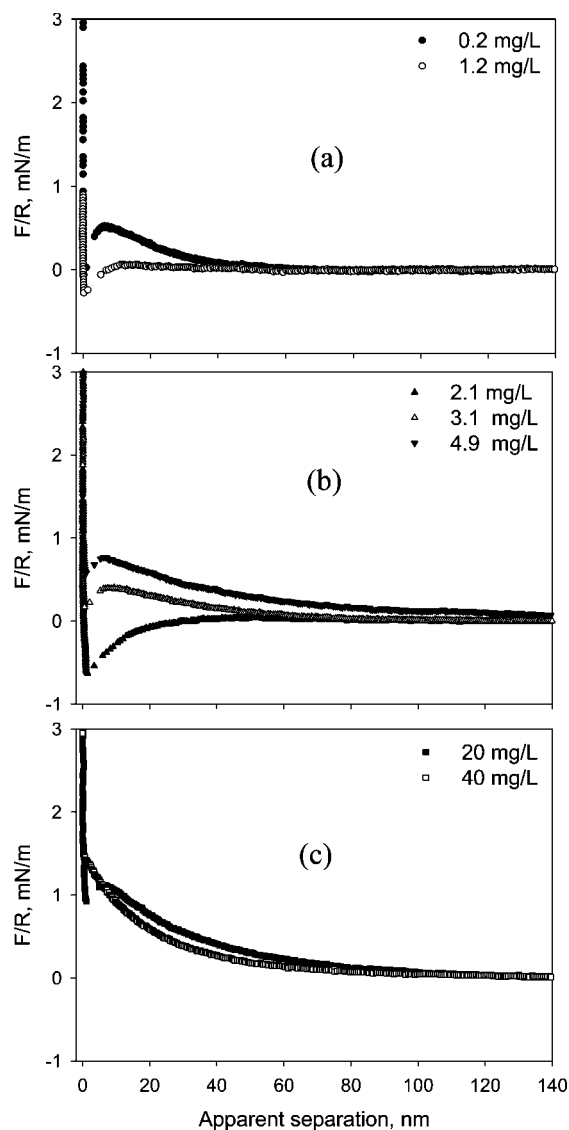 3
2
1
0
-1
F/R, mN/m
0.2 mg/L
1.2 mg/L
(a)
3
2
1
0
-1
F/R, mN/m
2.1 mg/L
3.1 mg/L
4.9 mg/L
(b)
3
2
1
0
-1
F/R, mN/m
20 mg/L
40 mg/L
(c)
0 20 40 60 80 100 120 140
Apparent separation, nm